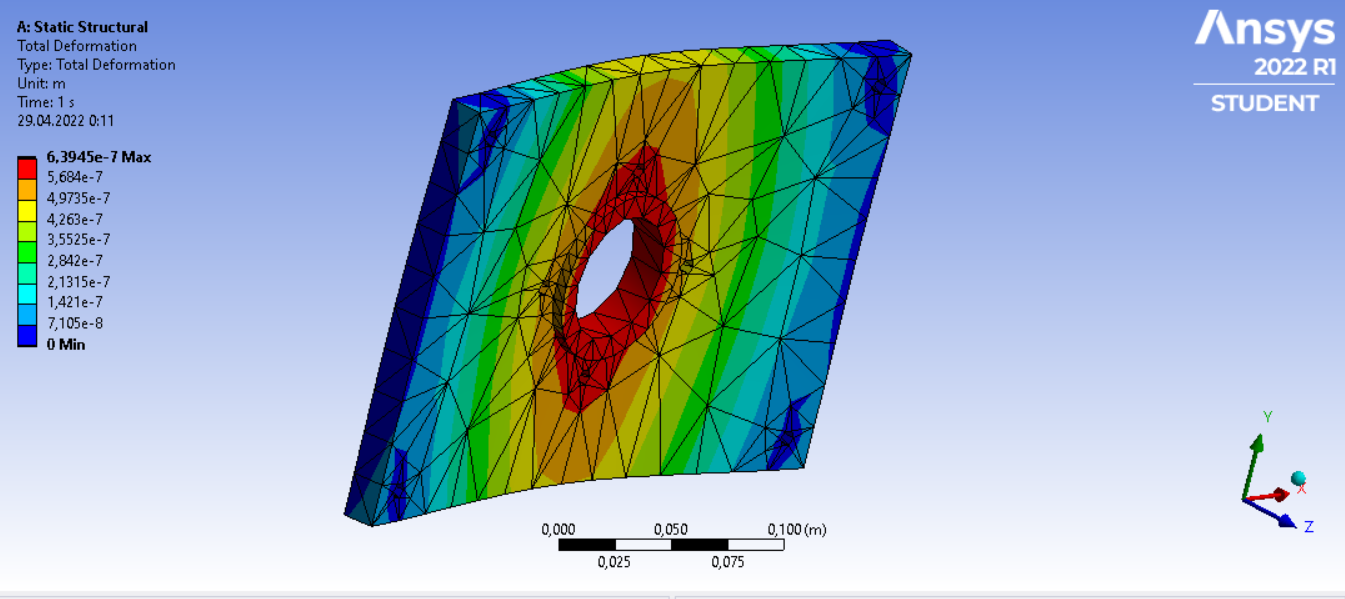 A: Static Structural
Total Deformation
Type: Total Deformation
Unit: m
Time: 1 s
29.04.2022 0:11
6,3945e-7 Max
5,684e-7
4,9735e-7
4,263e-7
3,5525e-7
2,842e-7
2,1315e-7
1,421e-7
7,105e-8
0 Min
Ansys
2022 R1
STUDENT
0,000 0,050 0,100 (m)
0,025 0,075
Y
X
Z